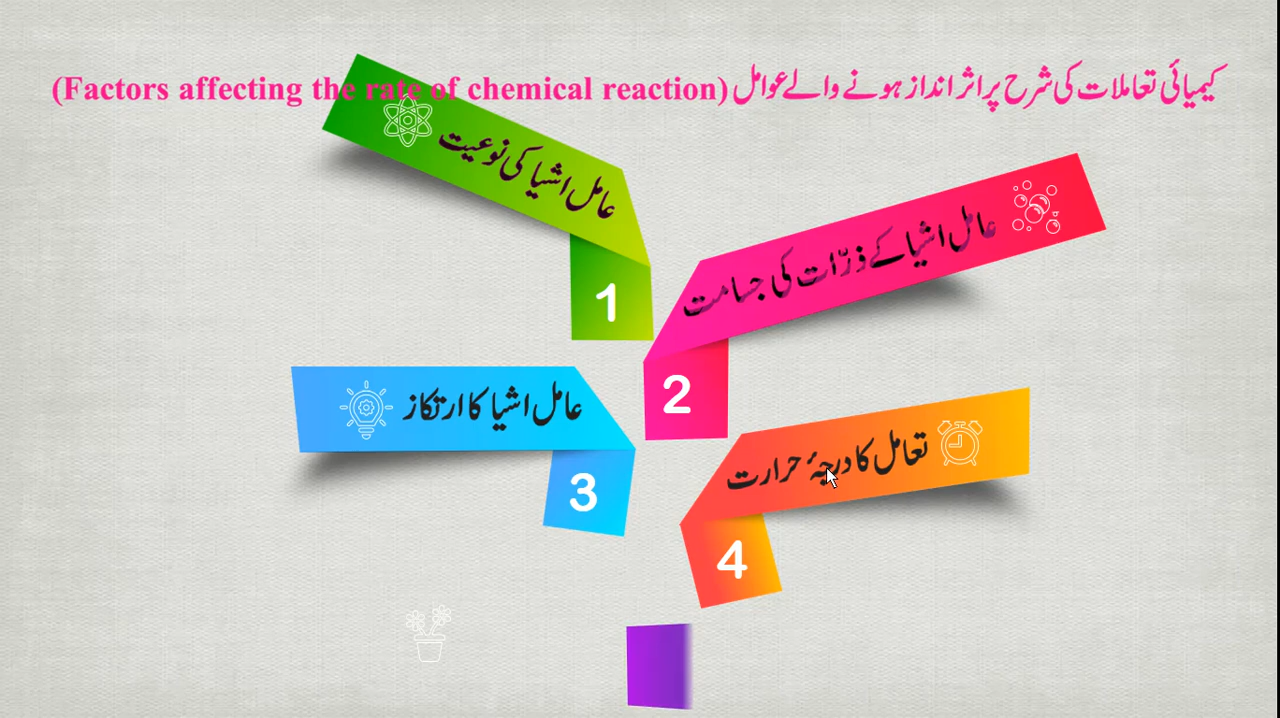 کیمیائی تعاملات کی شرح پر اثر انداز ہونے والے عوامل (Factors affecting the rate of chemical reaction)
عامل اشیا کی نوعیت
1
عامل اشیا کے ذرّات کی جسامت
2
عامل اشیا کا ارتکاز
3
تعامل کا درجۂ حرارت
4